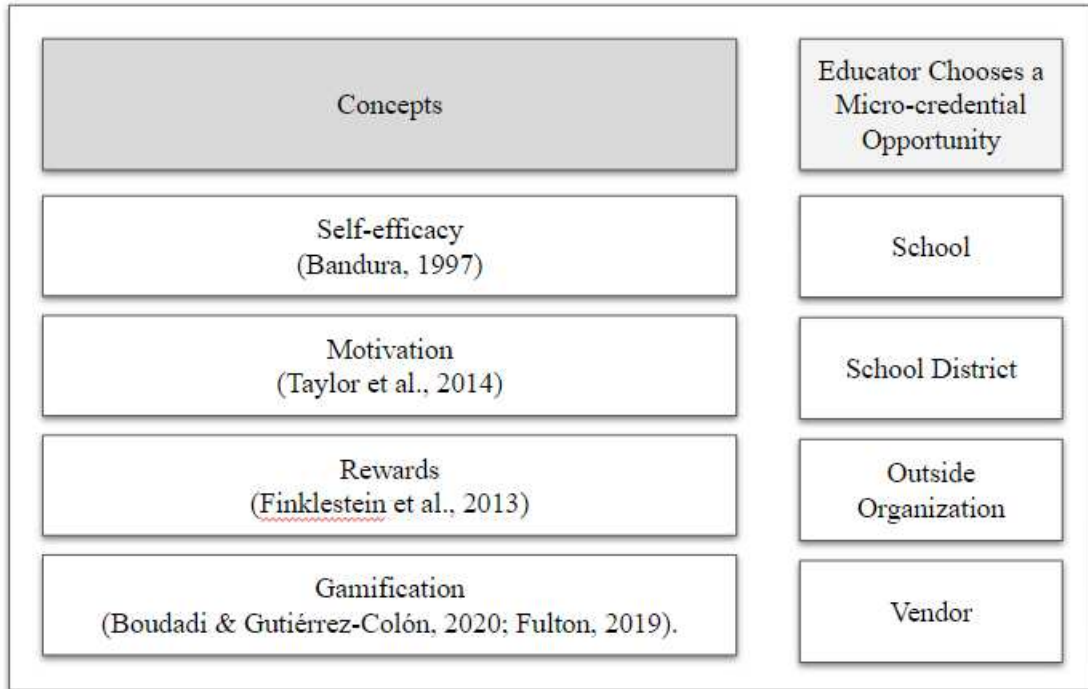 Concepts
Educator Chooses a
Micro-credential
Opportunity
Self-efficacy
(Bandura, 1997)
School
Motivation
(Taylor et al., 2014)
School District
Rewards
(Finklestein et al., 2013)
Outside
Organization
Gamification
(Boudadi & Gutiérrez-Colón, 2020; Fulton, 2019).
Vendor